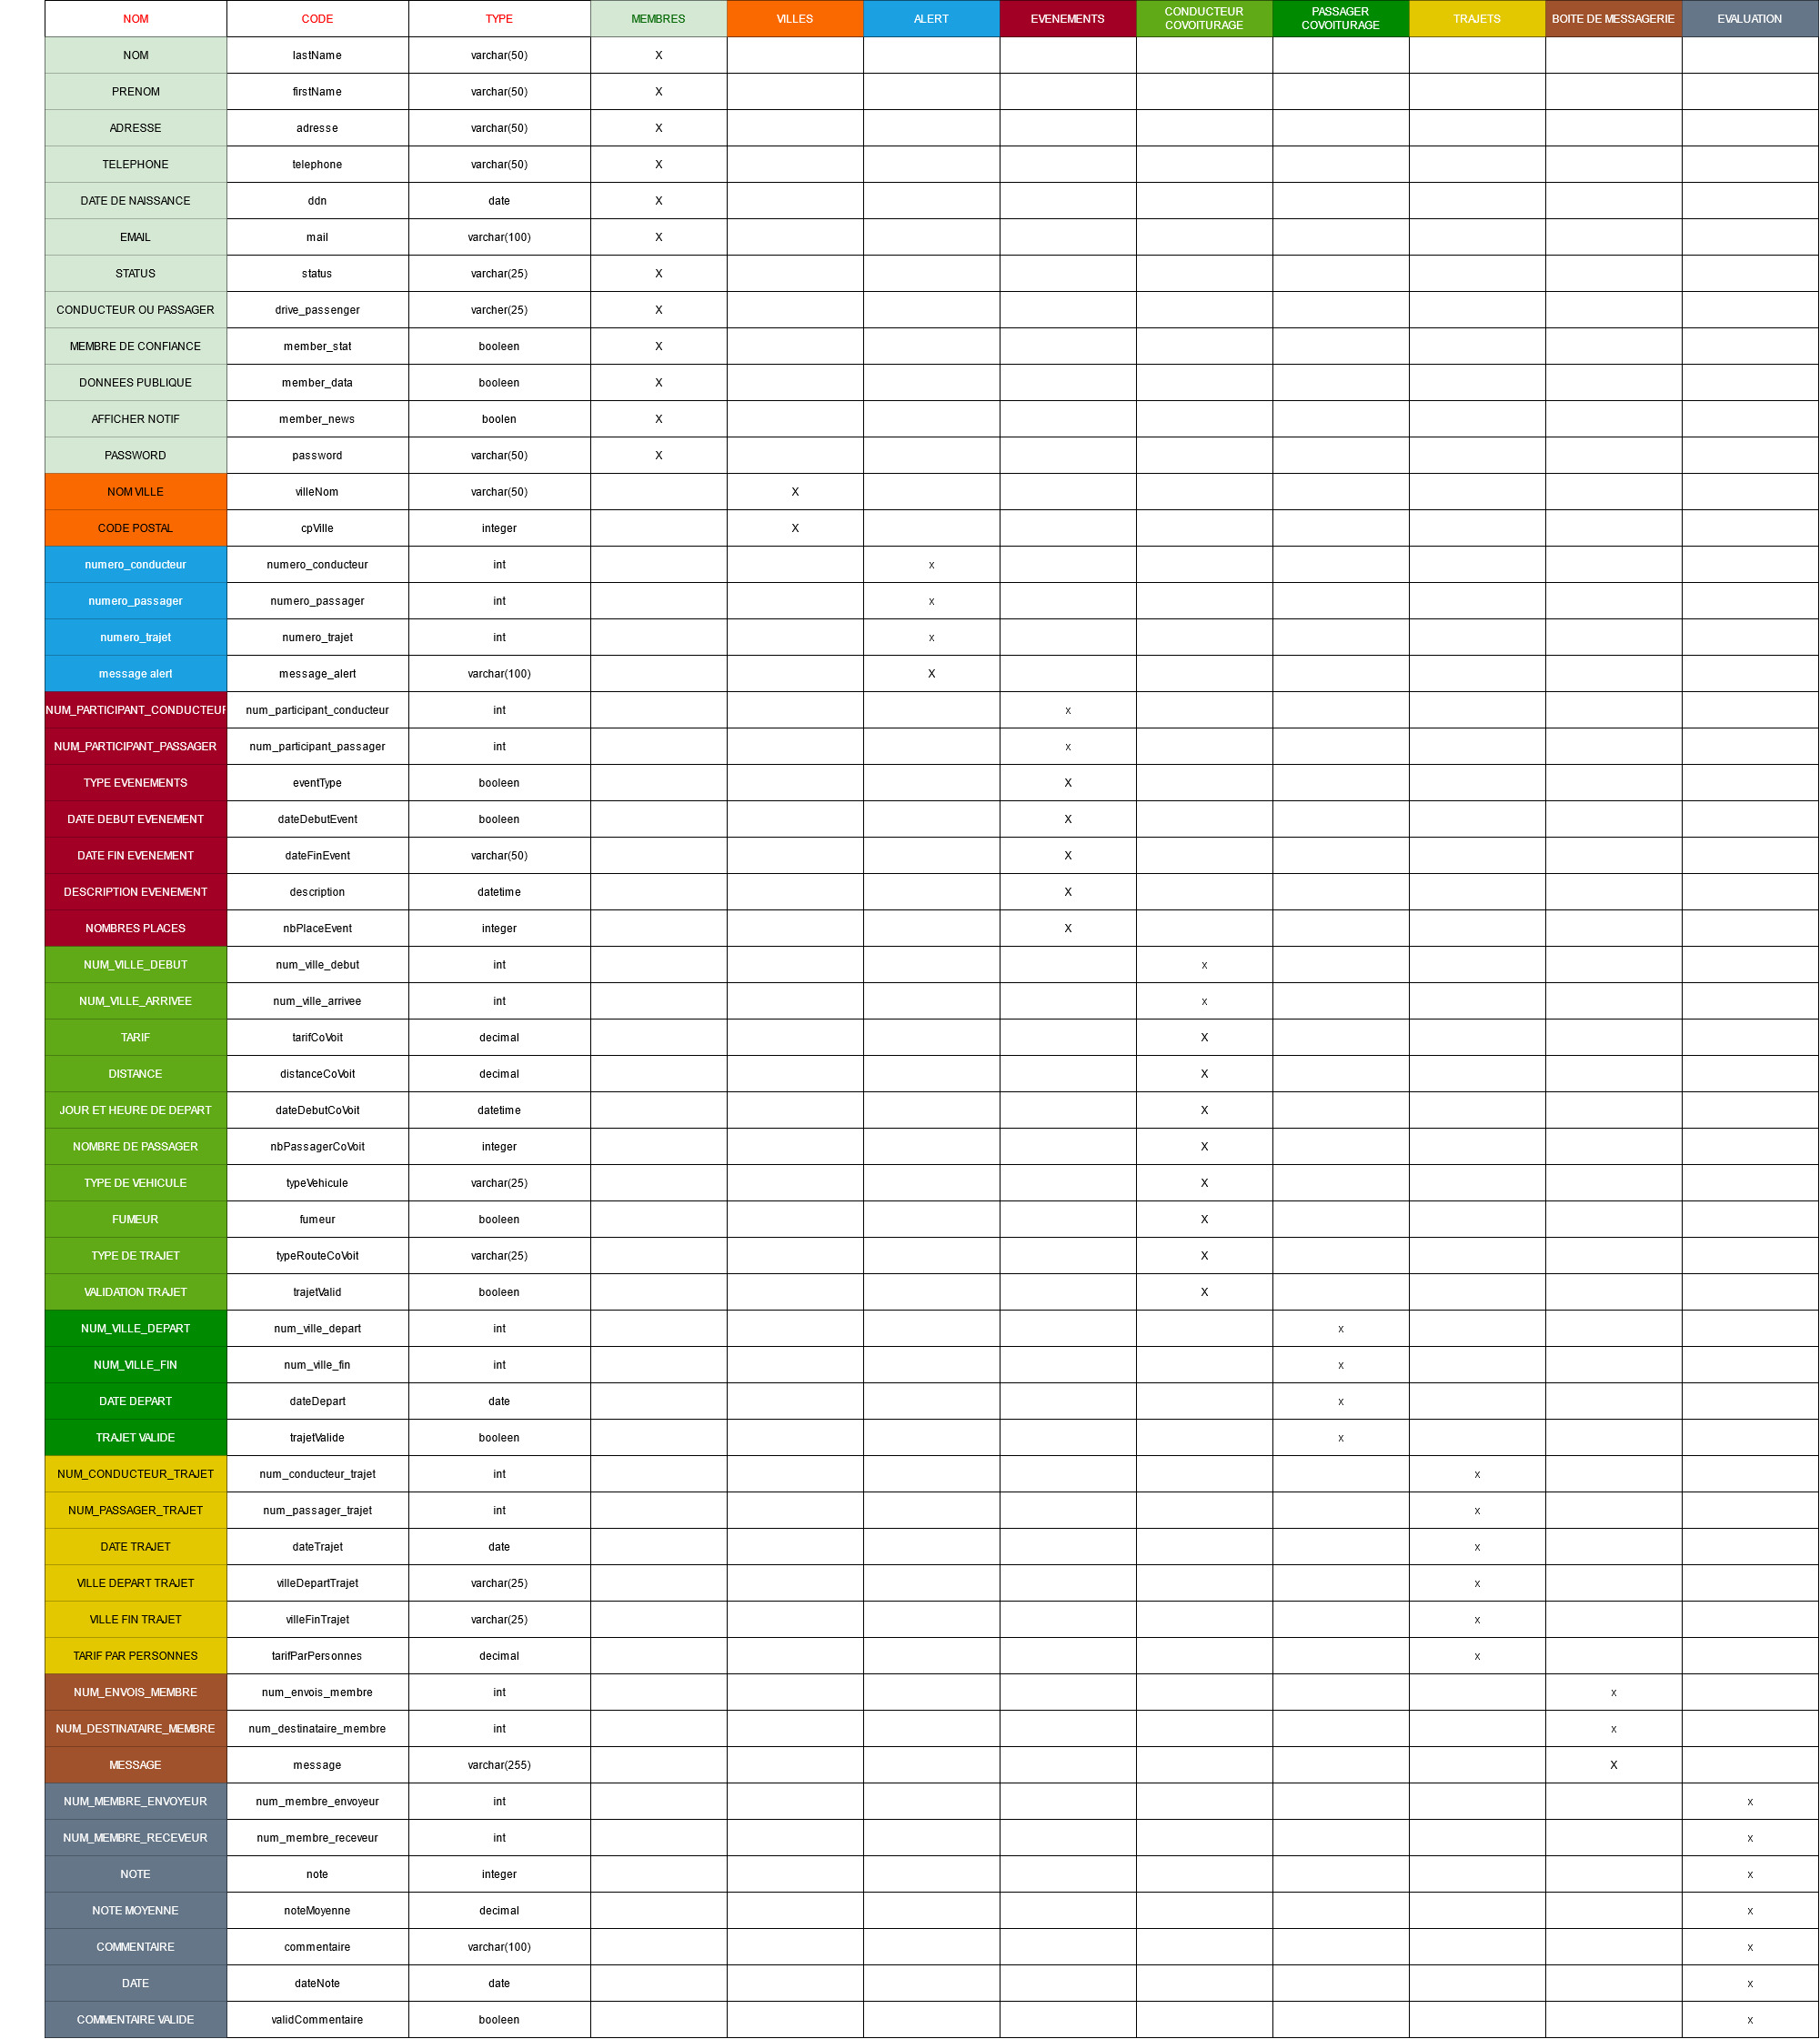 NOM CODE TYPE MEMBRES VILLES ALERT EVENEMENTS CONDUCTEUR COVOITURAGE PASSAGER COVOITURAGE TRAJETS BOITE DE MESSAGERIE EVALUATION
NOM lastName varchar(50) X
PRENOM firstName varchar(50) X
ADRESSE adresse varchar(50) X
TELEPHONE telephone varchar(50) X
DATE DE NAISSANCE ddn date X
EMAIL mail varchar(100) X
STATUS status varchar(25) X
CONDUCTEUR OU PASSAGER drive_passenger varcher(25) X
MEMBRE DE CONFIANCE member_stat booleen X
DONNEES PUBLIQUE member_data booleen X
AFFICHER NOTIF member_news boolen X
PASSWORD password varchar(50) X
NOM VILLE villeNom varchar(50) X
CODE POSTAL cpVille integer X
numero_conducteur numero_conducteur int x
numero_passager numero_passager int x
numero_trajet numero_trajet int x
message alert message_alert varchar(100) X
NUM_PARTICIPANT_CONDUCTEUR num_participant_conducteur int x
NUM_PARTICIPANT_PASSAGER num_participant_passager int x
TYPE EVENEMENTS eventType booleen X
DATE DEBUT EVENEMENT dateDebutEvent booleen X
DATE FIN EVENEMENT dateFinEvent varchar(50) X
DESCRIPTION EVENEMENT description datetime X
NOMBRES PLACES nbPlaceEvent integer X
NUM_VILLE_DEBUT num_ville_debut int x
NUM_VILLE_ARRIVEE num_ville_arrivee int x
TARIF tarifCoVoit decimal X
DISTANCE distanceCoVoit decimal X
JOUR ET HEURE DE DEPART dateDebutCoVoit datetime X
NOMBRE DE PASSAGER nbPassagerCoVoit integer X
TYPE DE VEHICULE typeVehicule varchar(25) X
FUMEUR fumeur booleen X
TYPE DE TRAJET typeRouteCoVoit varchar(25) X
VALIDATION TRAJET trajetValid booleen X
NUM_VILLE_DEPART num_ville_depart int x
NUM_VILLE_FIN num_ville_fin int x
DATE DEPART dateDepart date x
TRAJET VALIDE trajetValide booleen x
NUM_CONDUCTEUR_TRAJET num_conducteur_trajet int x
NUM_PASSAGER_TRAJET num_passager_trajet int x
DATE TRAJET dateTrajet date x
VILLE DEPART TRAJET villeDepartTrajet varchar(25) x
VILLE FIN TRAJET villeFinTrajet varchar(25) x
TARIF PAR PERSONNES tarifParPersonnes decimal x
NUM_ENVOIS_MEMBRE num_envois_membre int x
NUM_DESTINATAIRE_MEMBRE num_destinataire_membre int x
MESSAGE message varchar(255) X
NUM_MEMBRE_ENVOYEUR num_membre_envoyeur int x
NUM_MEMBRE_RECEVEUR num_membre_receveur int x
NOTE note integer x
NOTE MOYENNE noteMoyenne decimal x
COMMENTAIRE commentaire varchar(100) x
DATE dateNote date x
COMMENTAIRE VALIDE validCommentaire booleen x